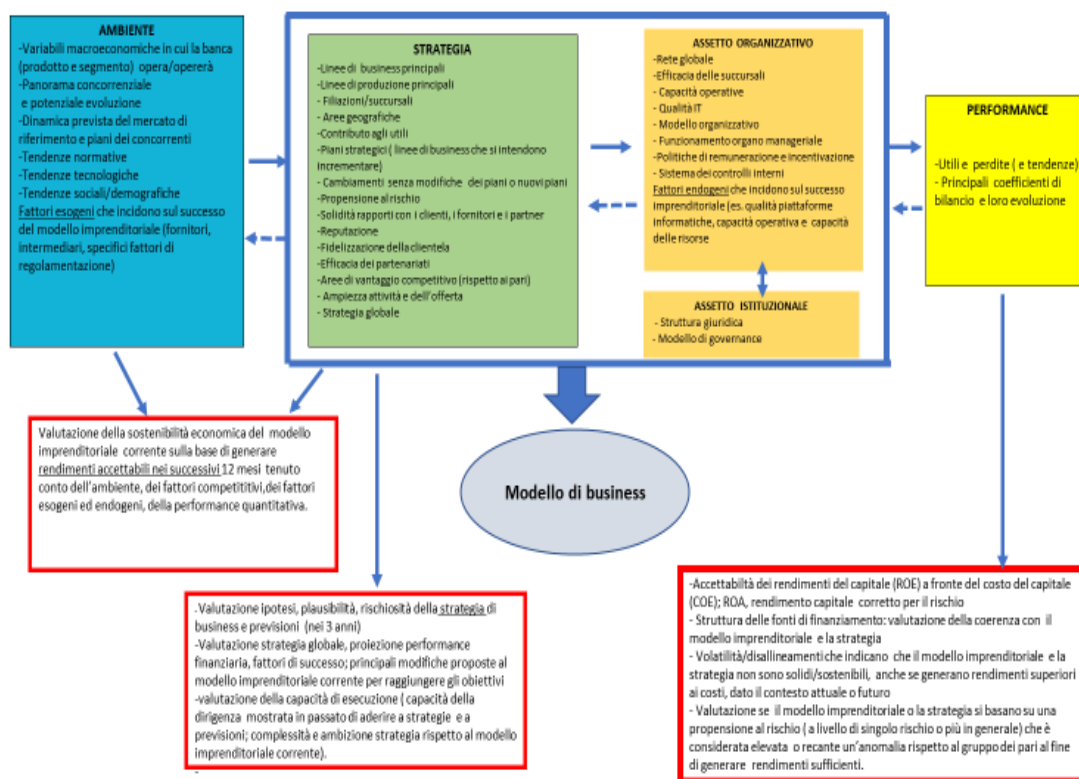 AMBIENTE
-Variabili macroeconomiche in cui la banca
(prodotto e segmento) opera/opererà
-Panorama concorrenziale
e potenziale evoluzione
-Dinamica prevista del mercato di
riferimento e piani dei concorrenti
-Tendenze normative
-Tendenze tecnologiche
-Tendenze sociali/demografiche
Fattori esogeni che incidono sul successo
del modello imprenditoriale (fornitori,
intermediari, specifici fattori di
regolamentazione)
STRATEGIA
-Linee di business principali
-Linee di produzione principali
- Filiazioni/succursali
- Aree geografiche
-Contributo agli utili
-Piani strategici ( linee di business che si intendono
incrementare)
- Cambiamenti senza modifiche dei piani o nuovi piani
-Propensione al rischio
-Solidità rapporti con i clienti, i fornitori e i partner
-Reputazione
-Fidelizzazione della clientela
-Efficacia dei partenariati
-Aree di vantaggio competitivo (rispetto ai pari)
- Ampiezza attività e dell'offerta
- Strategia globale
ASSETTO ORGANIZZATIVO
-Rete globale
-Efficacia delle succursali
- Capacità operative
- Qualità IT
- Modello organizzativo
- Funzionamento organo manageriale
-Politiche di remunerazione e incentivazione
- Sistema dei controlli interni
Fattori endogeni che incidono sul successo
imprenditoriale (es. qualità piattaforme
informatiche, capacità operativa e capacità
delle risorse
ASSETTO ISTITUZIONALE
- Struttura giuridica
- Modello di governance
PERFORMANCE
- Utili e perdite ( e tendenze)
- Principali coefficienti di
bilancio e loro evoluzione
Modello di business
Valutazione della sostenibilità economica del modello
imprenditoriale corrente sulla base di generare
rendimenti accettabili nei successivi 12 mesi tenuto
conto dell'ambiente, dei fattori competititivi,dei fattori
esogeni ed endogeni, della performance quantitativa.
- Valutazione ipotesi, plausibilità, rischiosità della strategia di
business e previsioni (nei 3 anni)
-Valutazione strategia globale, proiezione performance
finanziaria, fattori di successo; principali modifiche proposte al
modello imprenditoriale corrente per raggiungere gli obiettivi
-valutazione della capacità di esecuzione ( capacità della
dirigenza mostrata in passato di aderire a strategie e a
previsioni; complessità e ambizione strategia rispetto al modello
imprenditoriale corrente).
-
-Accettabiltà dei rendimenti del capitale (ROE) a fronte del costo del capitale
(COE); ROA, rendimento capitale corretto per il rischio
- Struttura delle fonti di finanziamento: valutazione della coerenza con il
modello imprenditoriale e la strategia
- Volatilità/disallineamenti che indicano che il modello imprenditoriale e la
strategia non sono solidi/sostenibili, anche se generano rendimenti superiori
ai costi, dato il contesto attuale o futuro
- Valutazione se il modello imprenditoriale o la strategia si basano su una
propensione al rischio ( a livello di singolo rischio o più in generale) che è
considerata elevata o recante un'anomalia rispetto al gruppo dei pari al fine
di generare rendimenti sufficienti.